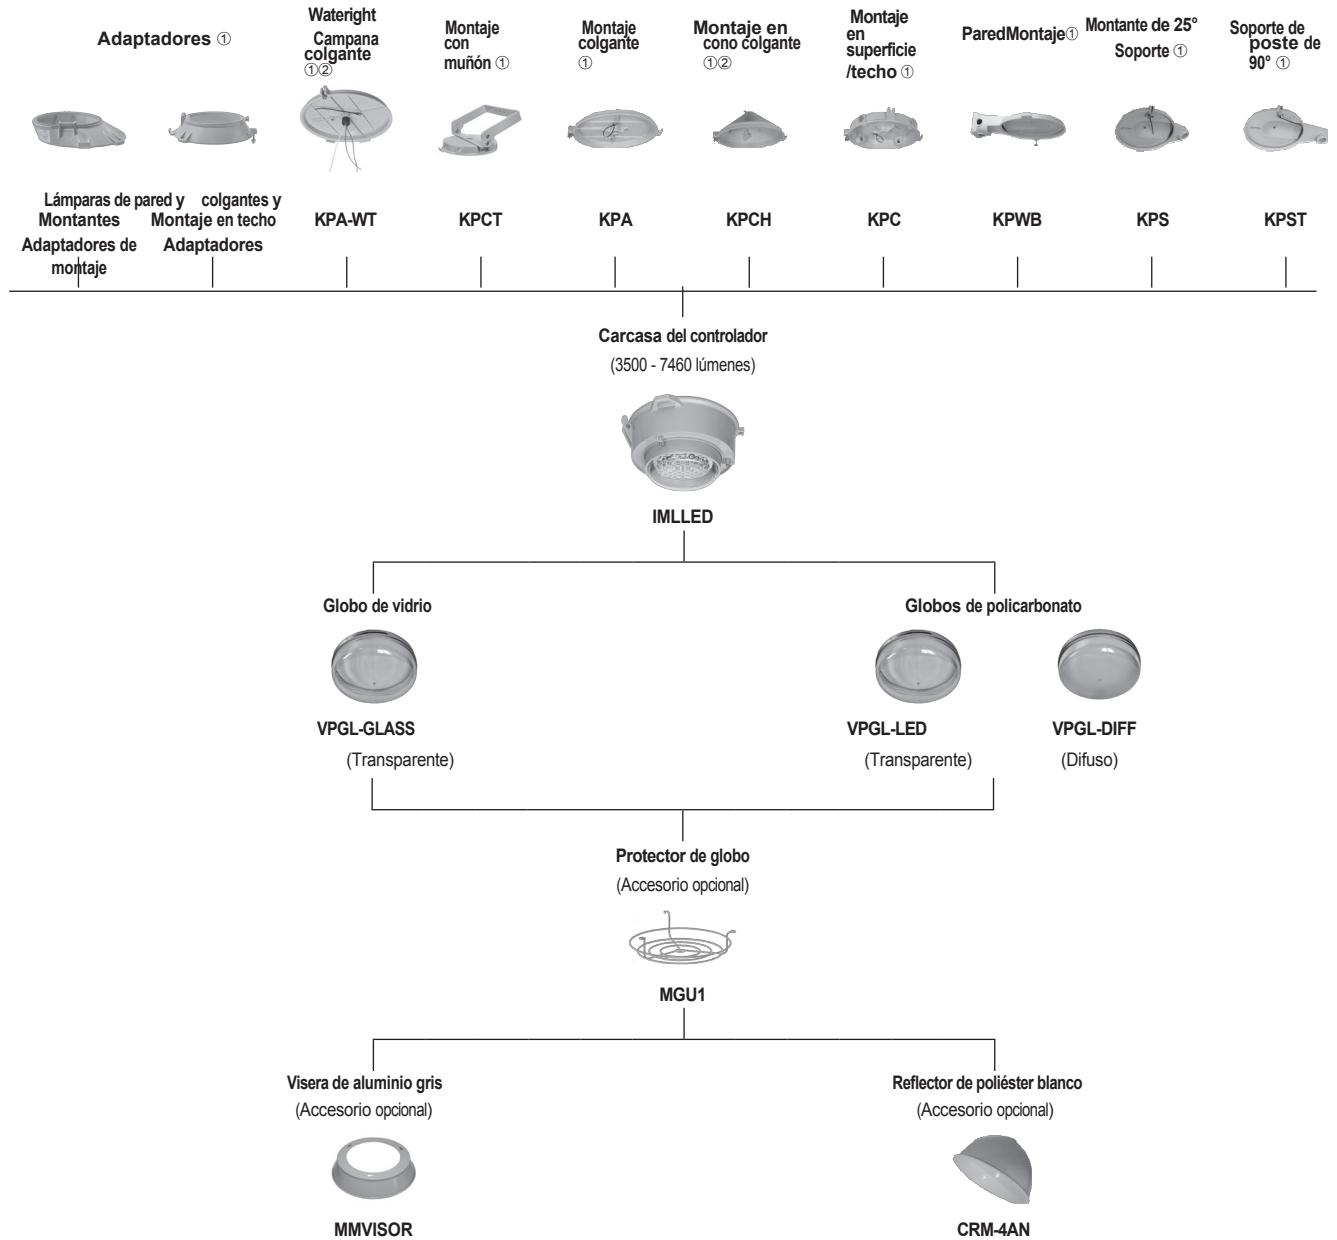 Adaptadores ①
Wateright
Campana
colgante
①②
Montaje
con
muñón ①
Montaje
colgante
①
Montaje en
cono colgante
①②
Montaje
en
superficie
/techo ①
ParedMontaje①
Montante de 25°
Soporte ①
Soporte de
poste de
90° ①
Lámparas de pared y
Montantes
Adaptadores de
montaje
colgantes y
Montaje en techo
Adaptadores
KPA-WT
KPCT
KPA
KPCH
KPC
KPWB
KPS
KPST
Carcasa del controlador
(3500 - 7460 lúmenes)
IMLLED
Globo de vidrio
Globos de policarbonato
VPGL-GLASS
(Transparente)
VPGL-LED
(Transparente)
VPGL-DIFF
(Difuso)
Protector de globo
(Accesorio opcional)
MGU1
Visera de aluminio gris
(Accesorio opcional)
Reflector de poliéster blanco
(Accesorio opcional)
MMVISOR
CRM-4AN